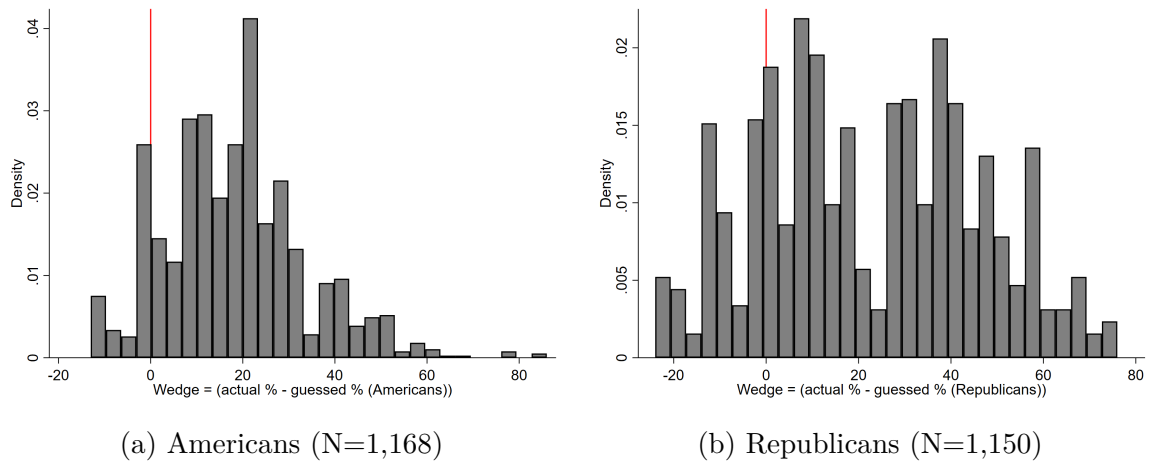 .04
.03
.02
.01
0
Density
-20 0 20 40 60 80
Wedge = (actual % - guessed % (Americans))
(a) Americans (N=1,168)
.02
.015
.01
.005
0
Density
-20 0 20 40 60 80
Wedge = (actual % - guessed % (Republicans))
(b) Republicans (N=1,150)